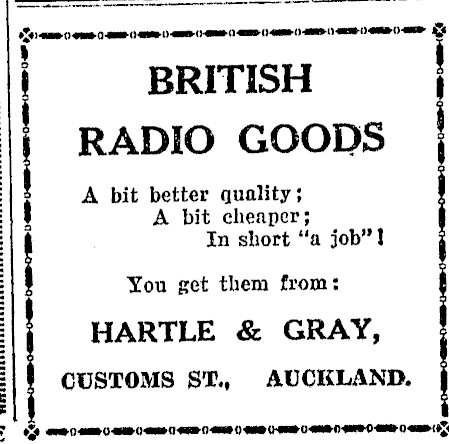 BRITISH
RADIO GOODS
A bit better quality;
A bit cheaper;
In short "a job"!
You get them from:
HARTLE & GRAY,
CUSTOMS ST., AUCKLAND.